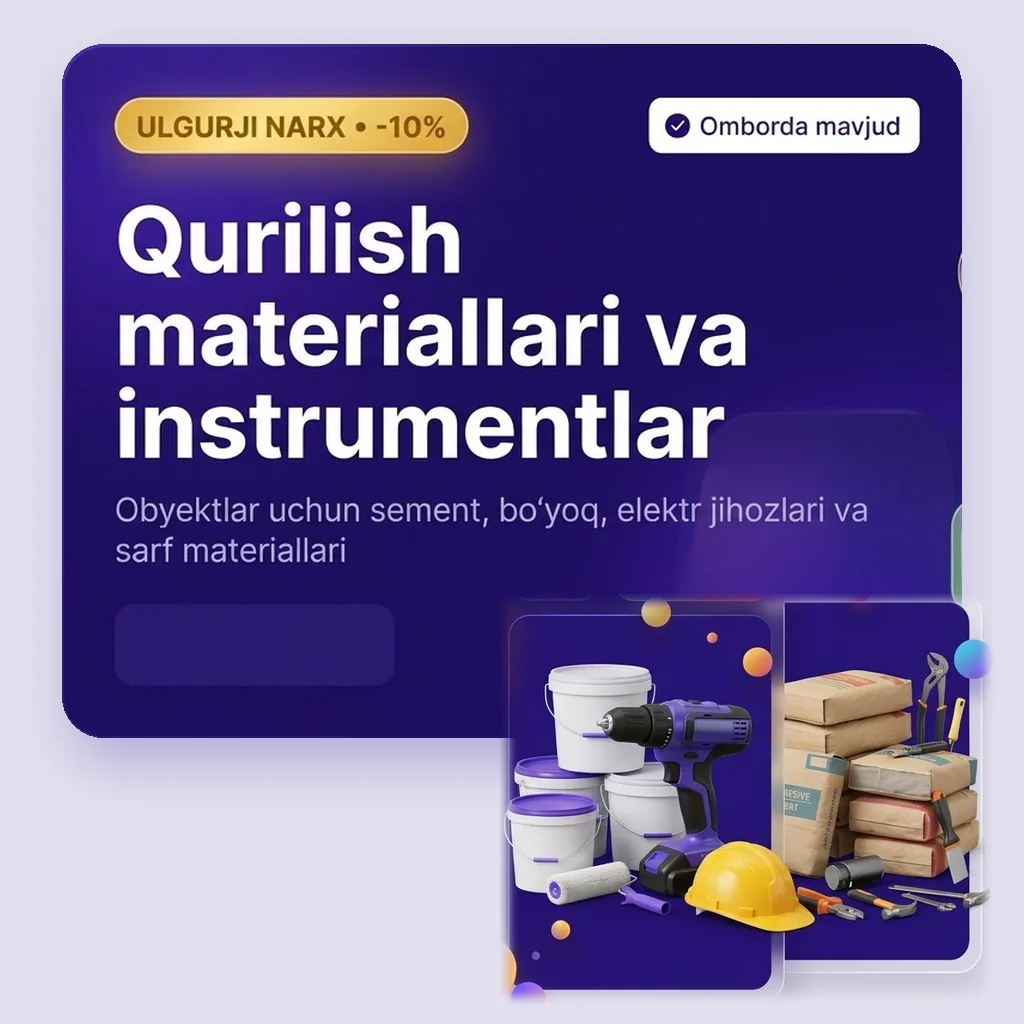 ULGURJI NARX • -10%
Omborda mavjud
Qurilish
materiallari va
instrumentlar
Obyektlar uchun sement, bo‘yoq, elektr jihozlari va
sarf materiallari